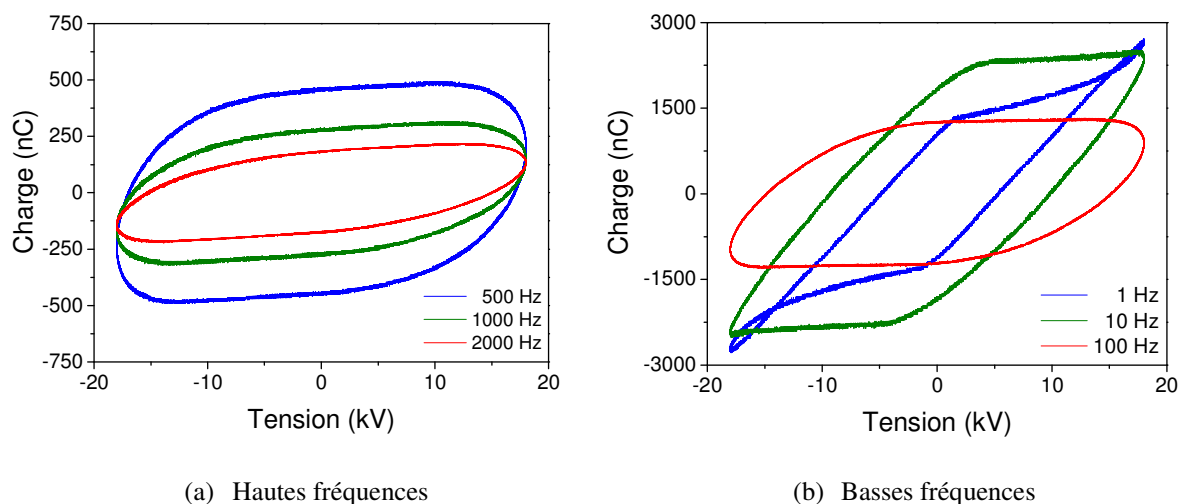 750
500
250
0
-250
-500
-750
Charge (nC)
-20 -10 0 10 20
Tension (kV)
500 Hz
1000 Hz
2000 Hz
(a) Hautes fréquences
3000
1500
0
-1500
-3000
Charge (nC)
-20 -10 0 10 20
Tension (kV)
1 Hz
10 Hz
100 Hz
(b) Basses fréquences